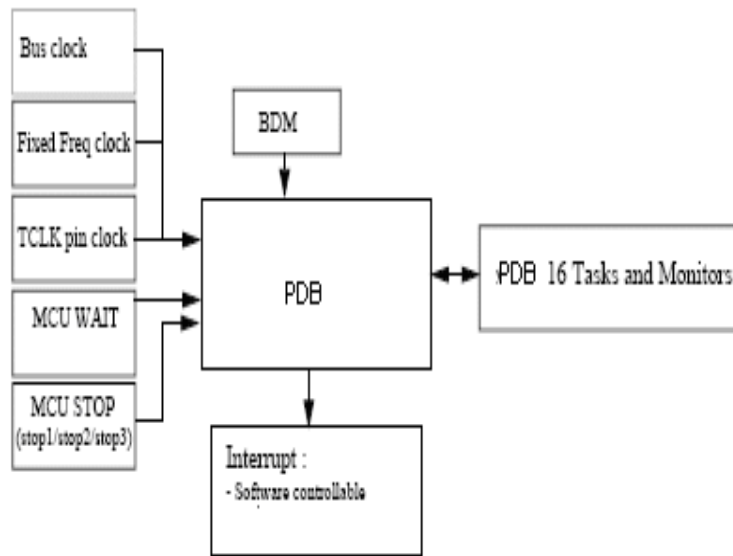 Bus clock
Fixed Freq clock
TCLK pin clock
MCU WAIT
MCU STOP
(stop1/stop2/stop3)
BDM
PDB
PDB 16 Tasks and Monitors
Interrupt :
- Software controllable